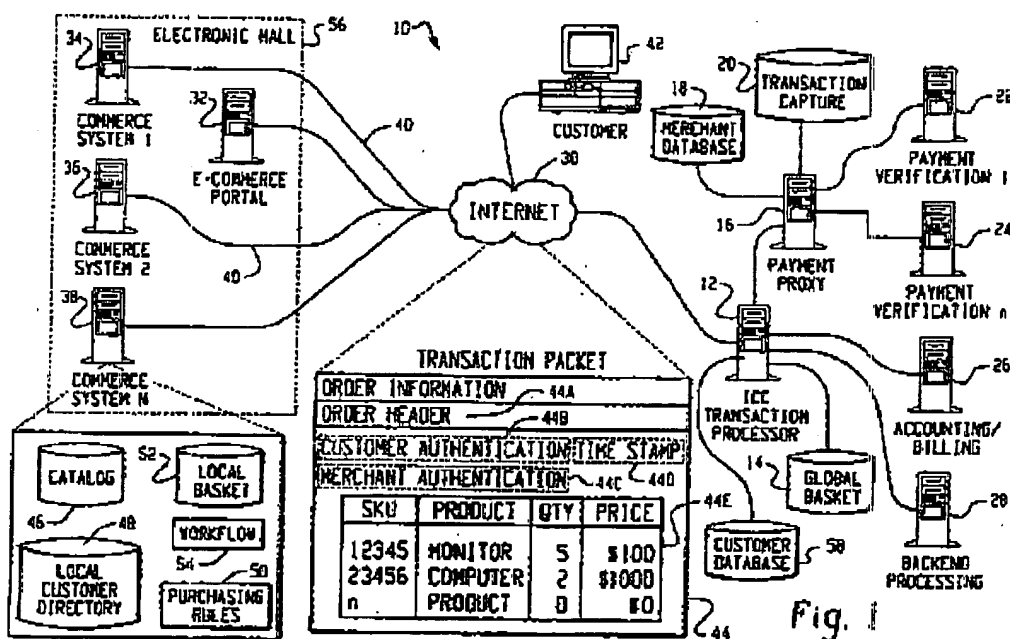 ELECTRONIC MALL
56
34
COMMERCE
SYSTEM 1
32
E-COMMERCE
PORTAL
36
COMMERCE
SYSTEM 2
40
40
38
COMMERCE
SYSTEM N
10
42
CUSTOMER
30
INTERNET
18
MERCHANT
DATABASE
20
TRANSACTION
CAPTURE
22
PAYMENT
VERIFICATION 1
16
PAYMENT
PROXY
24
PAYMENT
VERIFICATION n
12
ICC
TRANSACTION
PROCESSOR
26
ACCOUNTING/
BILLING
14
GLOBAL
BASKET
28
BACKEND
PROCESSING
CUSTOMER
DATABASE
58
CATALOG
46
52
LOCAL
BASKET
48
LOCAL
CUSTOMER
DIRECTORY
WORKFLOW
54
50
PURCHASING
RULES
TRANSACTION PACKET
ORDER INFORMATION
44A
ORDER HEADER
44B
CUSTOMER AUTHENTICATION TIME STAMP
MERCHANT AUTHENTICATION
44C
44D
44E
SKU PRODUCT QTY PRICE
12345 MONITOR 5 $100
23456 COMPUTER 2 $1000
n PRODUCT 0 $0
44
Fig. 1